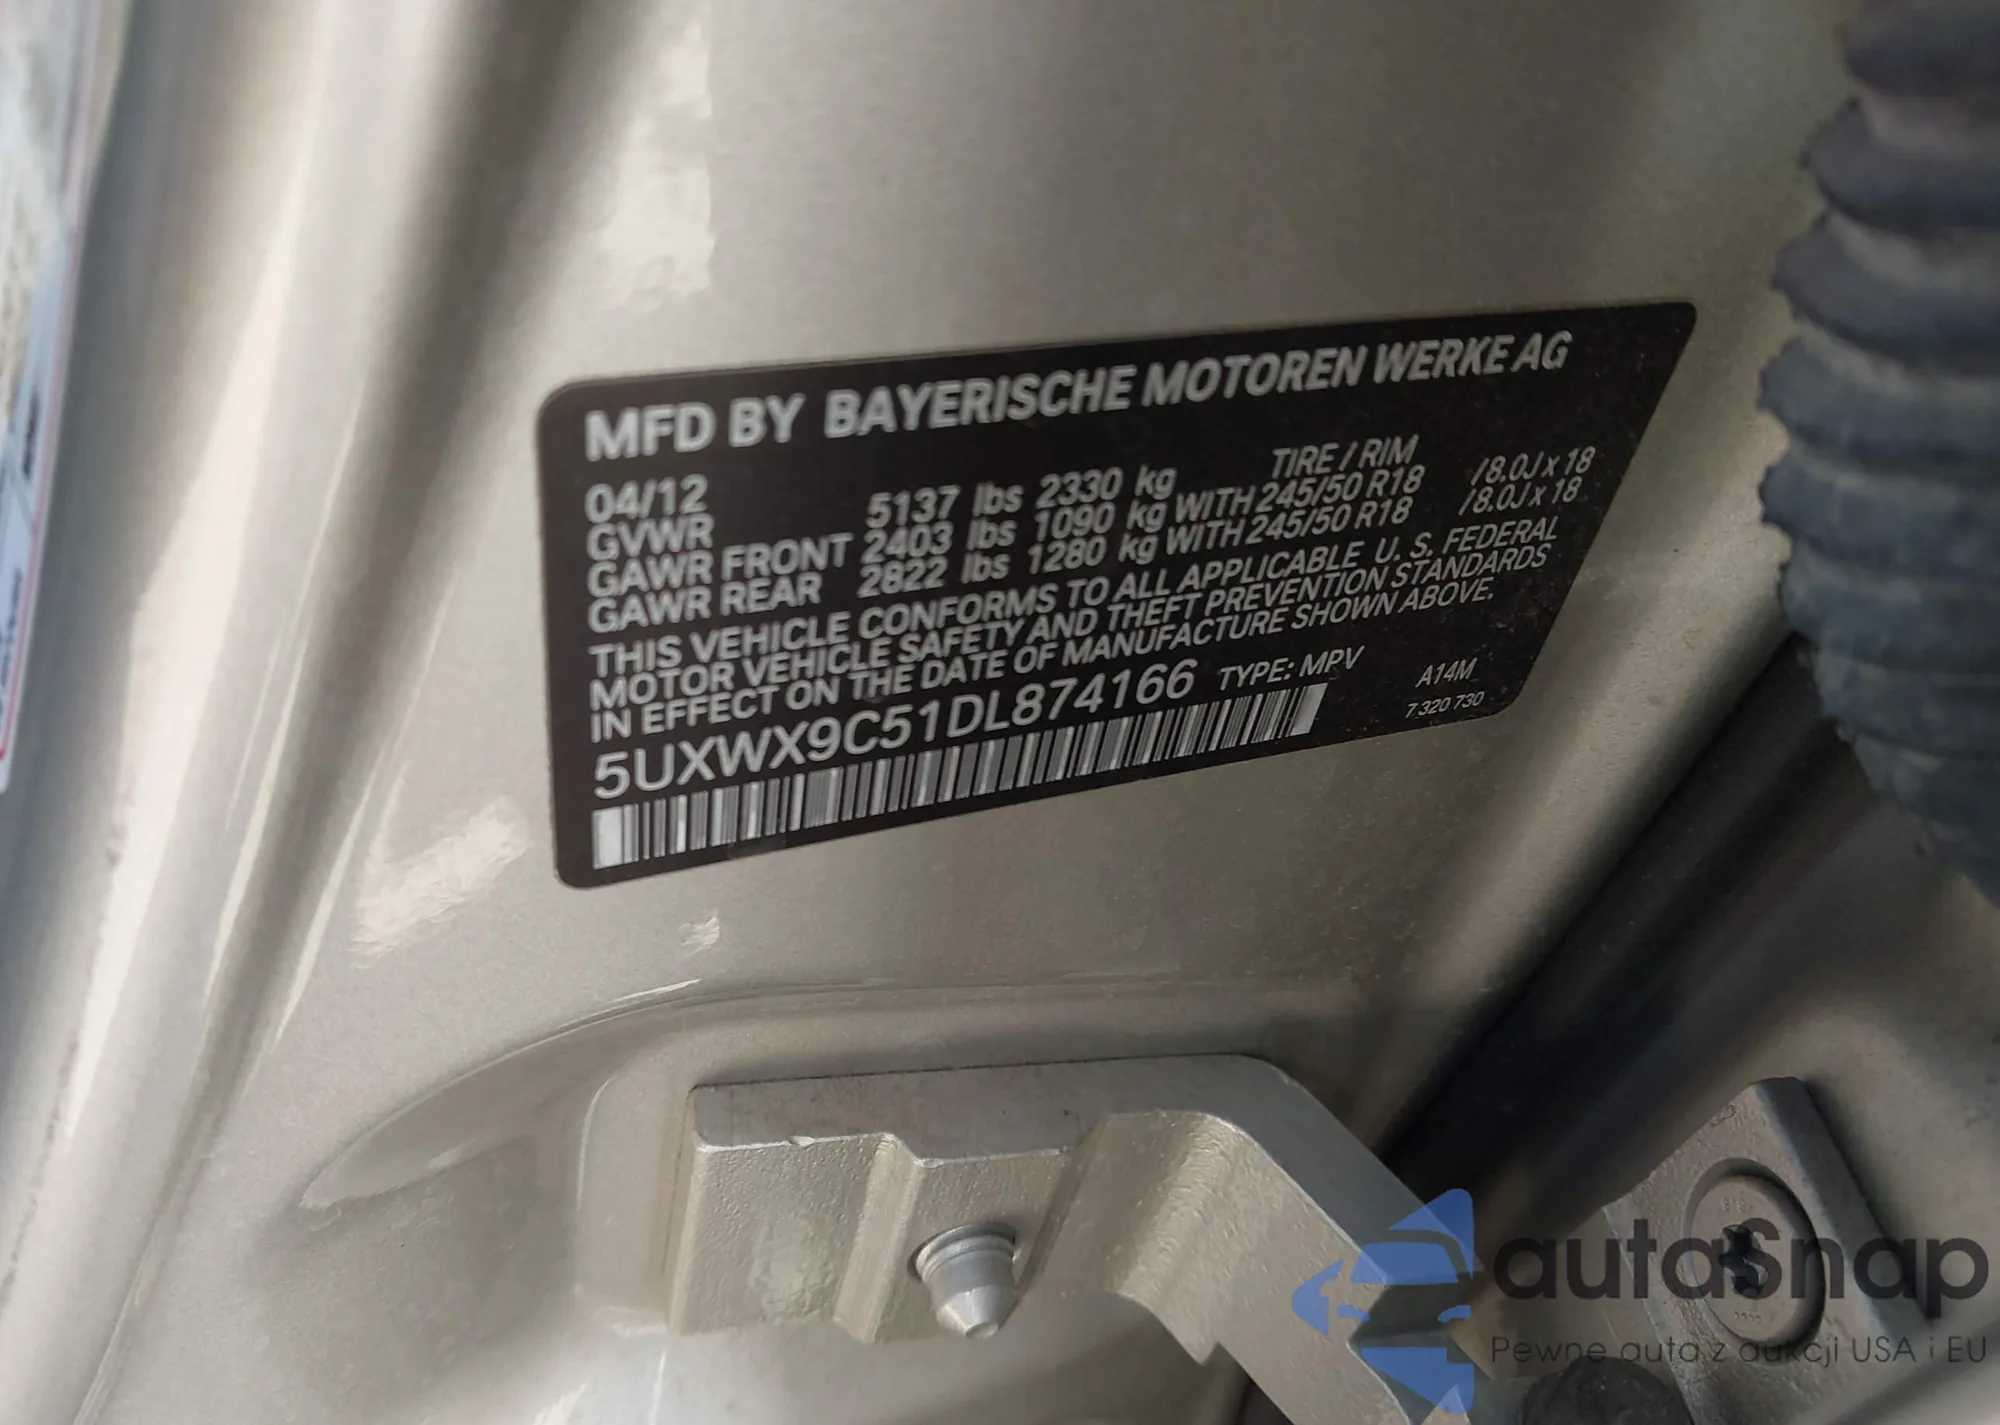 MFD BY BAYERISCHE MOTOREN WERKE AG
04/12 TIRE / RIM
GVWR 5137 lbs 2330 kg
GAWR FRONT 2403 lbs 1090 kg WITH 245/50 R18 /8.0J x 18
GAWR REAR 2822 lbs 1280 kg WITH 245/50 R18 /8.0J x 18
THIS VEHICLE CONFORMS TO ALL APPLICABLE U. S. FEDERAL
MOTOR VEHICLE SAFETY AND THEFT PREVENTION STANDARDS
IN EFFECT ON THE DATE OF MANUFACTURE SHOWN ABOVE.
5UXWX9C51DL874166 TYPE: MPV A14M
7 320 730
autaSnap
Pewne auta z aukcji USA i EU